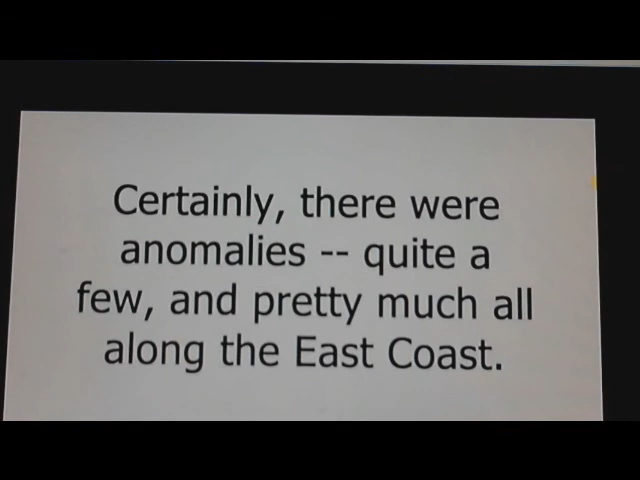 Certainly, there were
anomalies -- quite a
few, and pretty much all
along the East Coast.